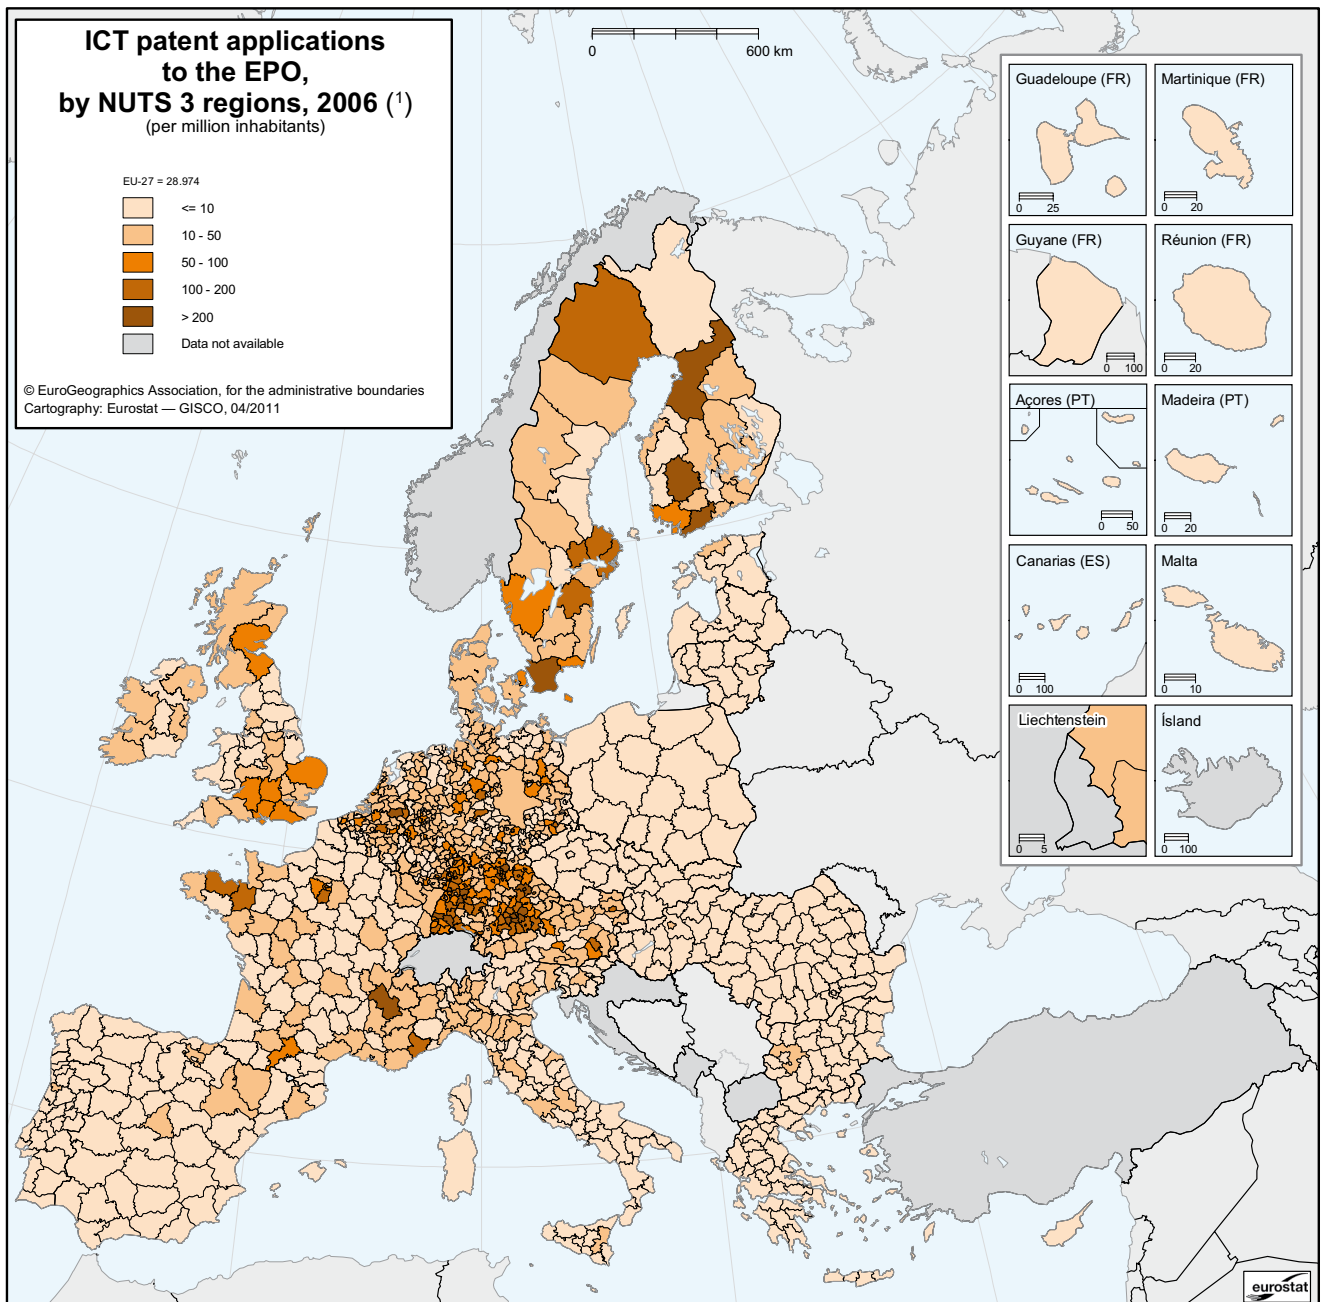 ICT patent applications
to the EPO,
by NUTS 3 regions, 2006 (¹)
(per million inhabitants)
EU-27 = 28.974
<= 10
10 - 50
50 - 100
100 - 200
> 200
Data not available
© EuroGeographics Association, for the administrative boundaries
Cartography: Eurostat — GISCO, 04/2011
0 600 km
Guadeloupe (FR)
0 25
Martinique (FR)
0 20
Guyane (FR)
0 100
Réunion (FR)
0 20
Açores (PT)
0 50
Madeira (PT)
0 20
Canarias (ES)
0 100
Malta
0 10
Liechtenstein
0 5
Ísland
0 100
eurostat